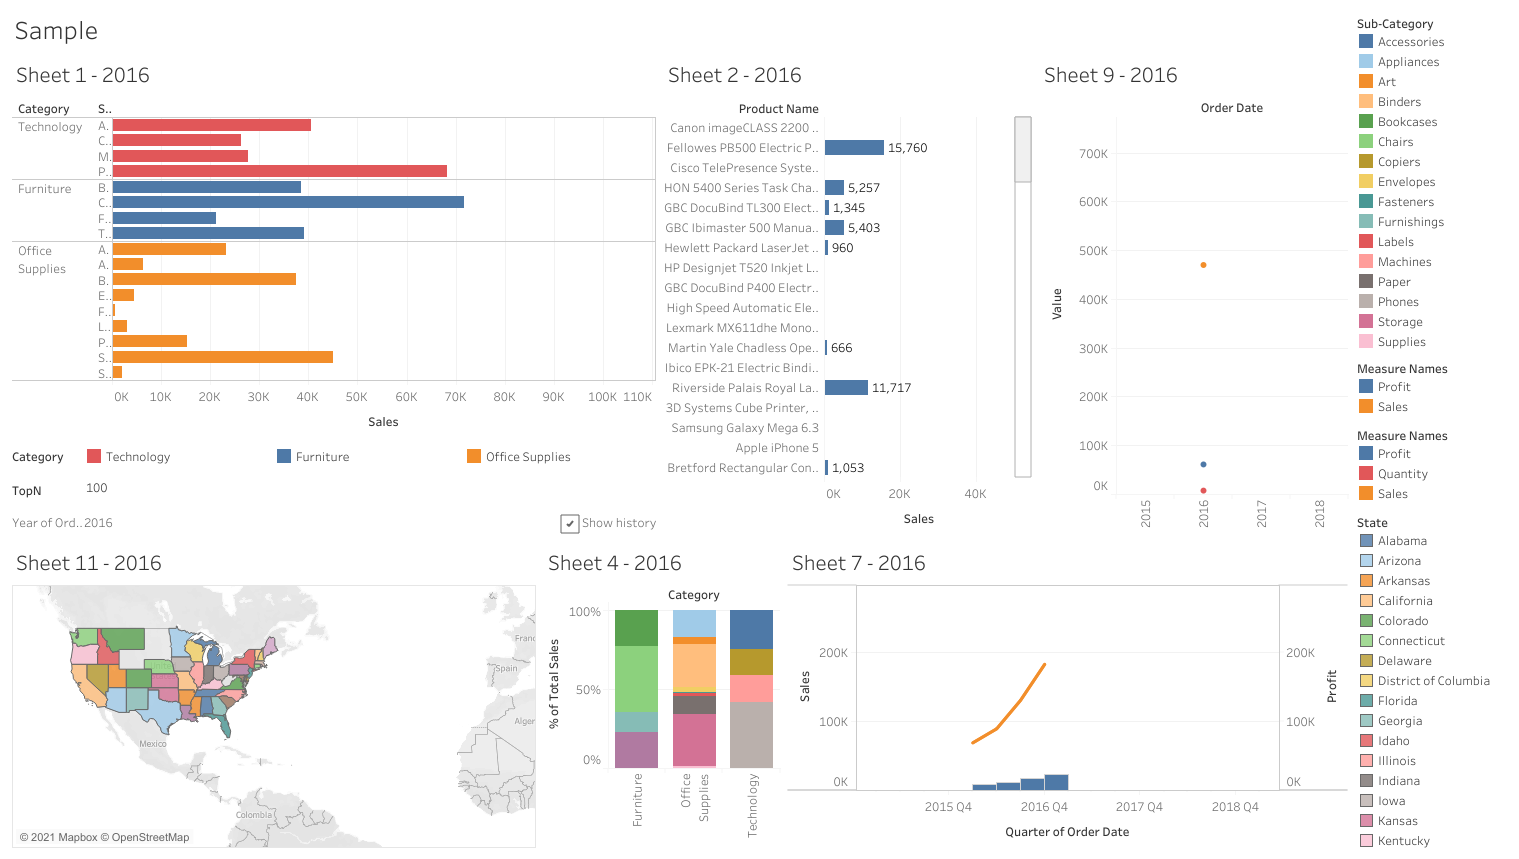 Sample
Sheet 1 - 2016
Category S..
Technology
A.
C..
M.
P..
Furniture
B.
C..
F..
T..
Office
Supplies
A.
A.
B.
E..
F..
L..
P..
S..
S..
0K 10K 20K 30K 40K 50K 60K 70K 80K 90K 100K 110K
Sales
Category Technology Furniture Office Supplies
TopN 100
Year of Ord..2016
Show history
Sheet 2 - 2016
Product Name
Canon imageCLASS 2200 ..
Fellowes PB500 Electric P.. 15,760
Cisco TelePresence Syste..
HON 5400 Series Task Cha.. 5,257
GBC DocuBind TL300 Elect.. 1,345
GBC Ibimaster 500 Manua.. 5,403
Hewlett Packard LaserJet .. 960
HP Designjet T520 Inkjet L..
GBC DocuBind P400 Electr..
High Speed Automatic Ele..
Lexmark MX611dhe Mono..
Martin Yale Chadless Ope.. 666
Ibico EPK-21 Electric Bindi..
Riverside Palais Royal La.. 11,717
3D Systems Cube Printer, ..
Samsung Galaxy Mega 6.3
Apple iPhone 5
Bretford Rectangular Con.. 1,053
0K 20K 40K
Sales
Sheet 9 - 2016
Order Date
Value
700K
600K
500K
400K
300K
200K
100K
0K
2015 2016 2017 2018
Sub-Category
Accessories
Appliances
Art
Binders
Bookcases
Chairs
Copiers
Envelopes
Fasteners
Furnishings
Labels
Machines
Paper
Phones
Storage
Supplies
Measure Names
Profit
Sales
Measure Names
Profit
Quantity
Sales
State
Alabama
Arizona
Arkansas
California
Colorado
Connecticut
Delaware
District of Columbia
Florida
Georgia
Idaho
Illinois
Indiana
Iowa
Kansas
Kentucky
Sheet 11 - 2016
Franc
Spain
Alger
Mexico
Colombia
© 2021 Mapbox © OpenStreetMap
Sheet 4 - 2016
Category
% of Total Sales
100%
50%
0%
Furniture
Office
Supplies
Technology
Sheet 7 - 2016
Sales
200K
100K
0K
Profit
200K
100K
0K
2015 Q4 2016 Q4 2017 Q4 2018 Q4
Quarter of Order Date